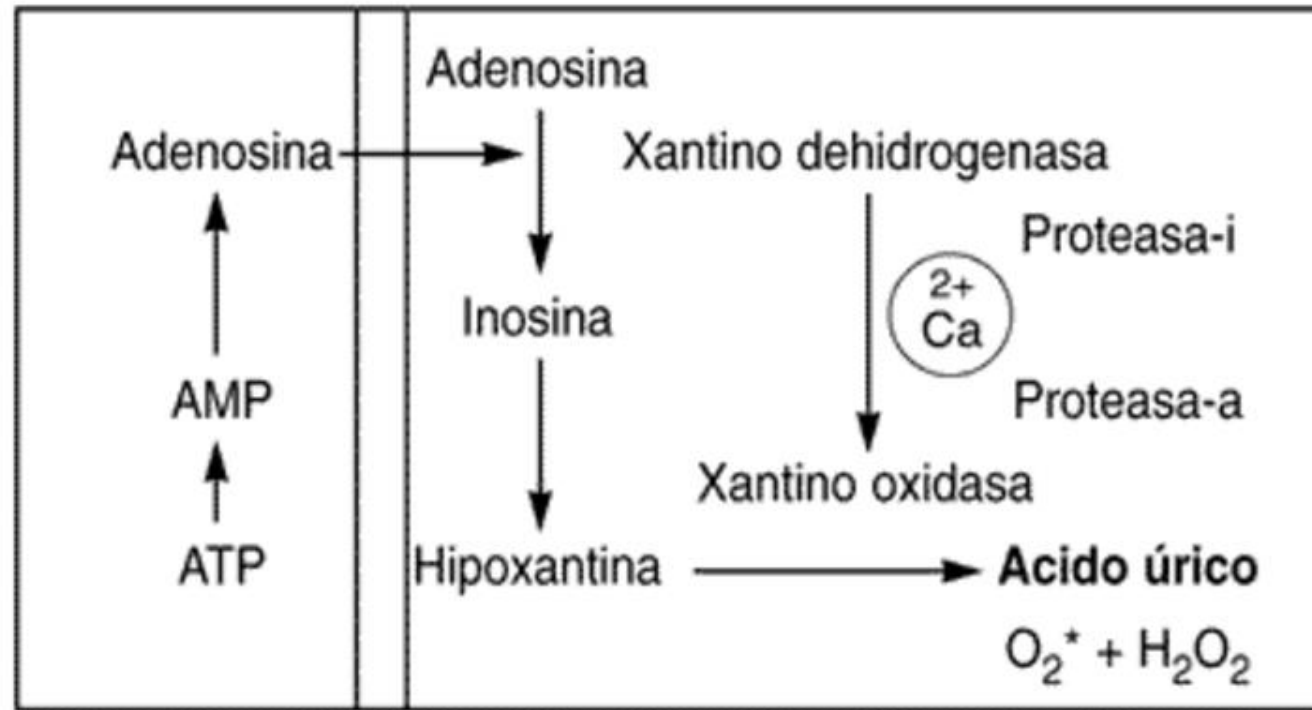 Adenosina
Adenosina
Xantino dehidrogenasa
Proteasa-i
2+
Ca
Inosina
AMP
Proteasa-a
Xantino oxidasa
ATP
Hipoxantina
Acido úrico
O₂* + H₂O₂